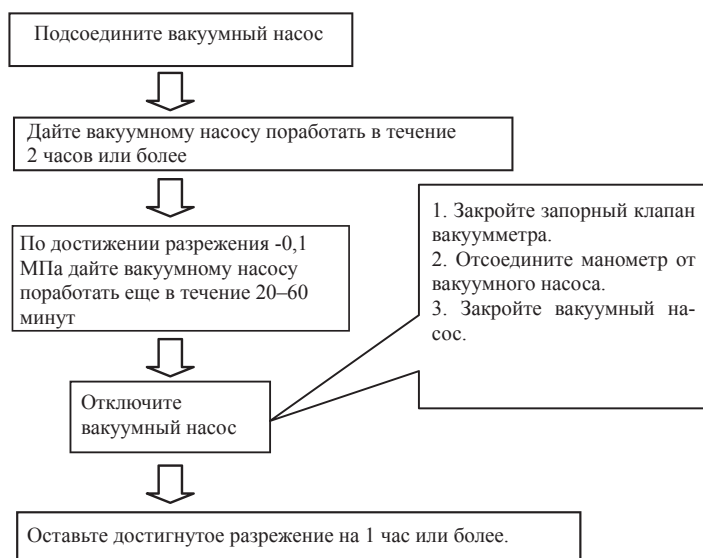 Подсоедините вакуумный насос
Дайте вакуумному насосу поработать в течение
2 часов или более
По достижении разрежения -0,1
МПа дайте вакуумному насосу
поработать еще в течение 20–60
минут
1. Закройте запорный клапан
вакуумметра.
2. Отсоедините манометр от
вакуумного насоса.
3. Закройте вакуумный на-
сос.
Отключите
вакуумный насос
Оставьте достигнутое разрежение на 1 час или более.